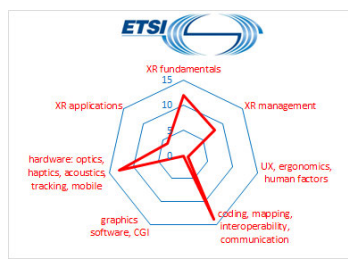 ETSI
XR fundamentals
15
XR applications
10
XR management
5
0
hardware: optics,
haptics, acoustics,
tracking, mobile
UX, ergonomics,
human factors
graphics
software, CGI
coding, mapping,
interoperability,
communication